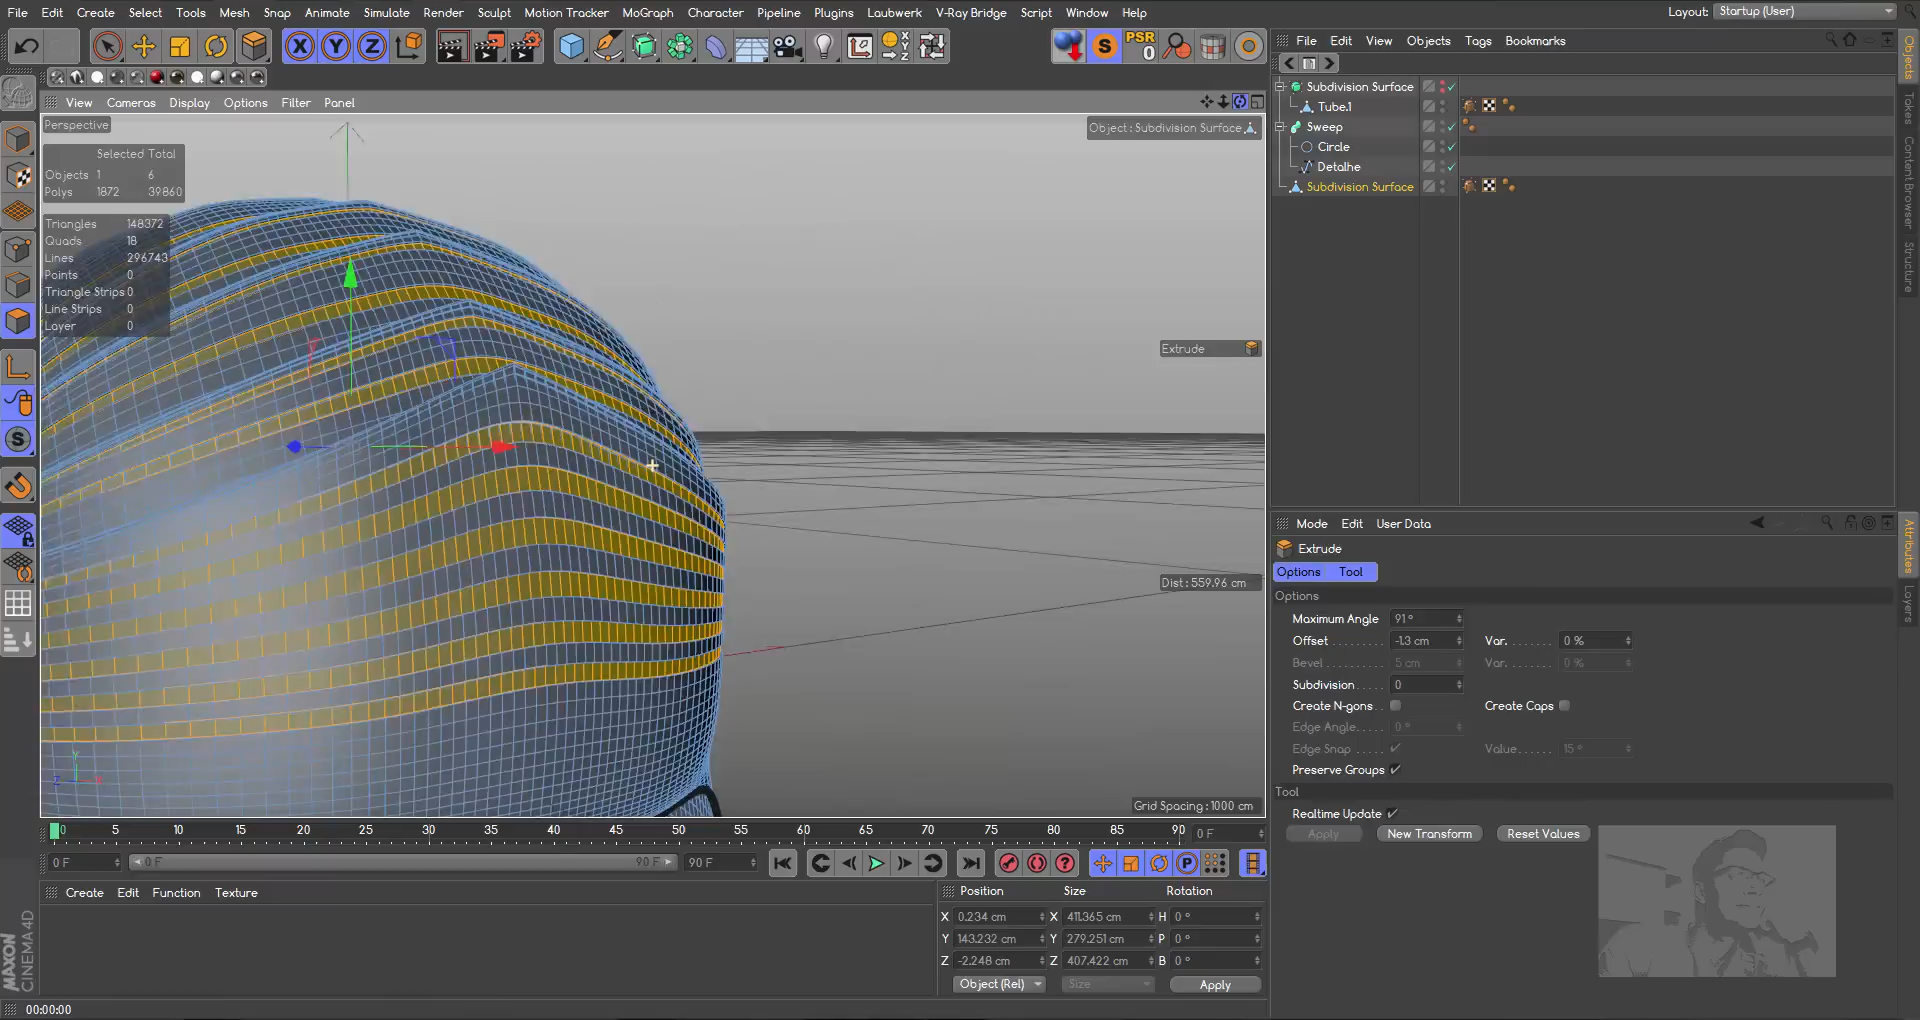 File Edit Create Select Tools Mesh Snap Animate Simulate Render Sculpt Motion Tracker MoGraph Character Pipeline Plugins Laubwerk V-Ray Bridge Script Window Help
Layout: Startup (User)
X Y Z
S PSR 0
File Edit View Objects Tags Bookmarks
View Cameras Display Options Filter Panel
Subdivision Surface
Tube.1
Sweep
Circle
Detalhe
Subdivision Surface
Objects
Takes
Content Browser
Structure
Perspective
Object : Subdivision Surface
Selected Total
Objects 1 6
Polys 1872 39860
Triangles 148372
Quads 18
Lines 296743
Points 0
Triangle Strips 0
Line Strips 0
Layer 0
Extrude
Dist : 559.96 cm
Grid Spacing : 1000 cm
Mode Edit User Data
Extrude
Options Tool
Options
Maximum Angle 91 °
Offset -1.3 cm Var. 0 %
Bevel 5 cm Var. 0 %
Subdivision 0
Create N-gons Create Caps
Edge Angle 0 °
Edge Snap Value 15 °
Preserve Groups
Tool
Realtime Update
Apply New Transform Reset Values
Attributes
Layers
0 5 10 15 20 25 30 35 40 45 50 55 60 65 70 75 80 85 90 0 F
0 F 0 F 90 F 90 F
Create Edit Function Texture
Position Size Rotation
X 0.234 cm X 411.365 cm H 0 °
Y 143.232 cm Y 279.251 cm P 0 °
Z -2.248 cm Z 407.422 cm B 0 °
Object (Rel) Size Apply
MAXON
CINEMA4D
00:00:00